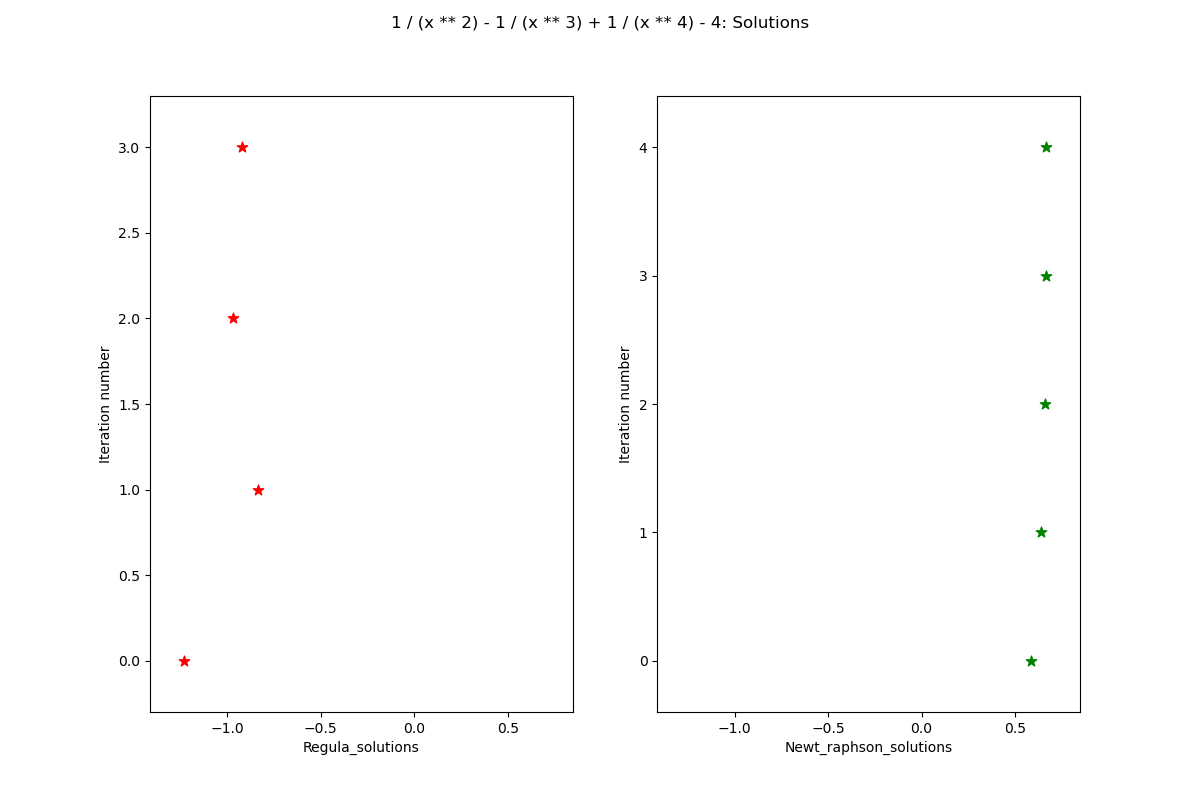 1 / (x ** 2) - 1 / (x ** 3) + 1 / (x ** 4) - 4: Solutions
Iteration number
3.0
2.5
2.0
1.5
1.0
0.5
0.0
−1.0 −0.5 0.0 0.5
Regula_solutions
Iteration number
4
3
2
1
0
−1.0 −0.5 0.0 0.5
Newt_raphson_solutions